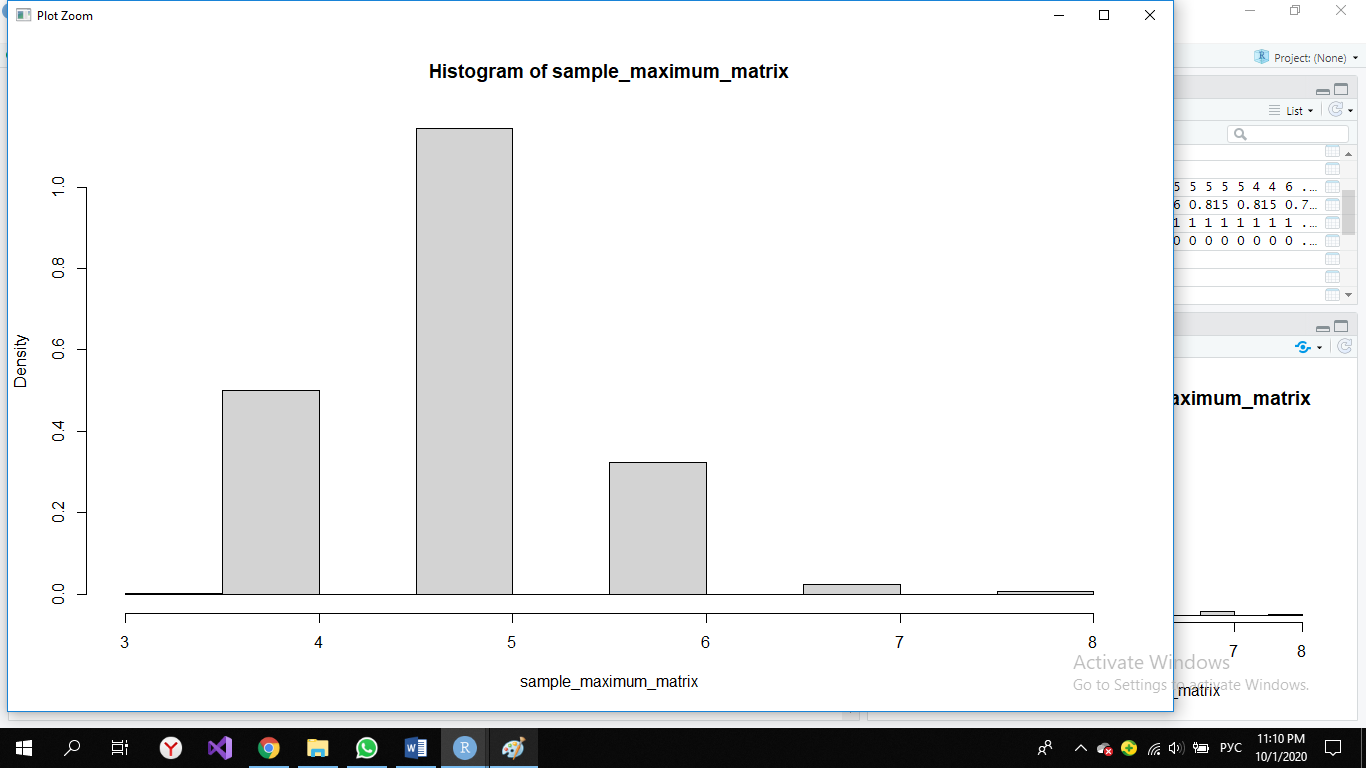 Plot Zoom
Histogram of sample_maximum_matrix
Density
1.0
0.8
0.6
0.4
0.2
0.0
3 4 5 6 7 8
sample_maximum_matrix
Project: (None)
List
5 5 5 5 5 4 4 6 ...
6 0.815 0.815 0.7...
1 1 1 1 1 1 1 1 ...
0 0 0 0 0 0 0 0 ...
aximum_matrix
7 8
_matrix
Activate Windows
Go to Settings to activate Windows.
РУС
11:10 PM
10/1/2020